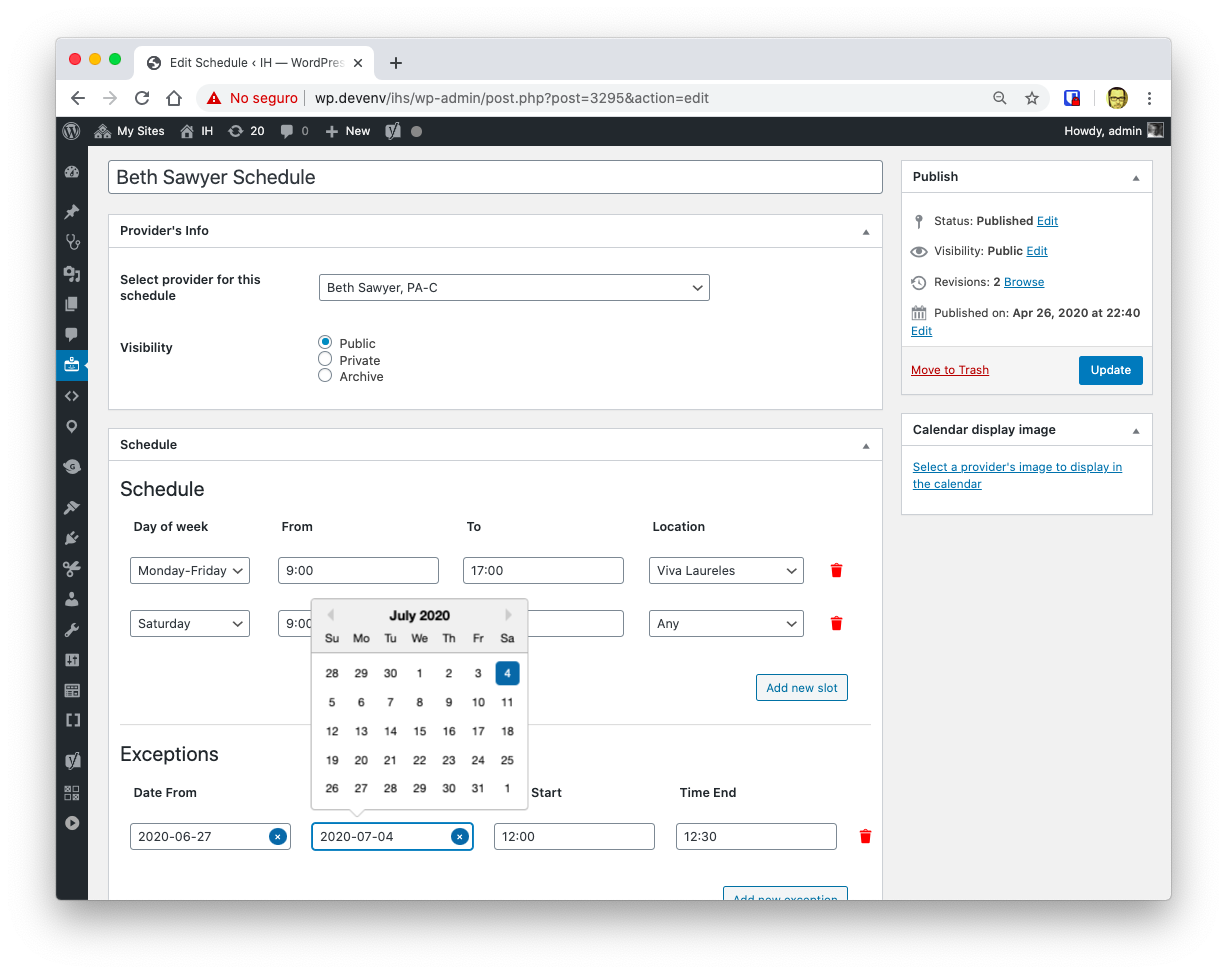 Edit Schedule ‹ IH — WordPres
No seguro
wp.devenv/ihs/wp-admin/post.php?post=3295&action=edit
My Sites IH 20 0 New Howdy, admin
Beth Sawyer Schedule
Provider's Info
Select provider for this
schedule
Beth Sawyer, PA-C
Visibility
Public
Private
Archive
Schedule
Schedule
Day of week From To Location
Monday-Friday 9:00 17:00 Viva Laureles
Saturday 9:00 Any
Add new slot
July 2020
Su Mo Tu We Th Fr Sa
28 29 30 1 2 3 4
5 6 7 8 9 10 11
12 13 14 15 16 17 18
19 20 21 22 23 24 25
26 27 28 29 30 31 1
Exceptions
Date From Start Time End
2020-06-27 2020-07-04 12:00 12:30
Add new exception
Publish
Status: Published Edit
Visibility: Public Edit
Revisions: 2 Browse
Published on: Apr 26, 2020 at 22:40
Edit
Move to Trash Update
Calendar display image
Select a provider's image to display in
the calendar